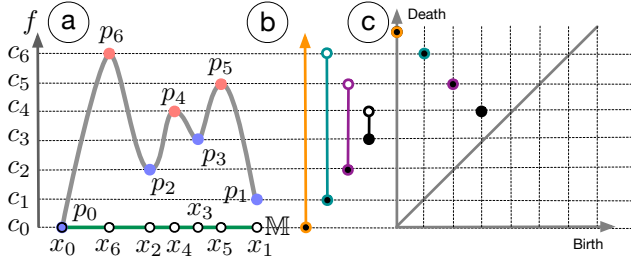 f
a
b
c
Death
c₆
p₆
c₅
p₅
c₄
p₄
c₃
p₃
c₂
p₂
c₁
p₁
c₀
p₀
x₃
𝕄
x₀ x₆ x₂ x₄ x₅ x₁
Birth